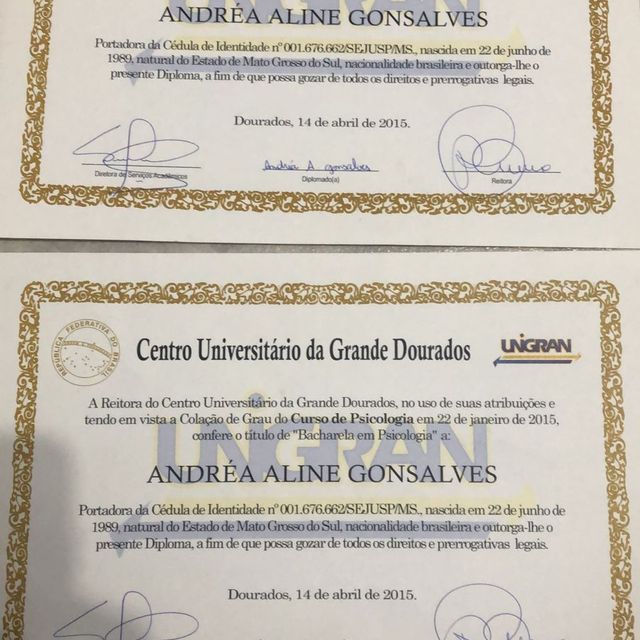 ANDRÉA ALINE GONSALVES
Portadora da Cédula de Identidade nº 001.676.662/SEJUSP/MS., nascida em 22 de junho de
1989, natural do Estado de Mato Grosso do Sul, nacionalidade brasileira e outorga-lhe o
presente Diploma, a fim de que possa gozar de todos os direitos e prerrogativas legais.
Dourados, 14 de abril de 2015.
Andréa A. gonsalves
Diretora de Serviços Acadêmicos
Diplomado(a)
Reitora
REPÚBLICA FEDERATIVA DO BRASIL
Centro Universitário da Grande Dourados
UNIGRAN
A Reitora do Centro Universitário da Grande Dourados, no uso de suas atribuições e
tendo em vista a Colação de Grau do Curso de Psicologia em 22 de janeiro de 2015,
confere o título de "Bacharela em Psicologia" a:
UNIGRAN
ANDRÉA ALINE GONSALVES
Portadora da Cédula de Identidade nº 001.676.662/SEJUSP/MS., nascida em 22 de junho de
1989, natural do Estado de Mato Grosso do Sul, nacionalidade brasileira e outorga-lhe o
presente Diploma, a fim de que possa gozar de todos os direitos e prerrogativas legais.
Dourados, 14 de abril de 2015.